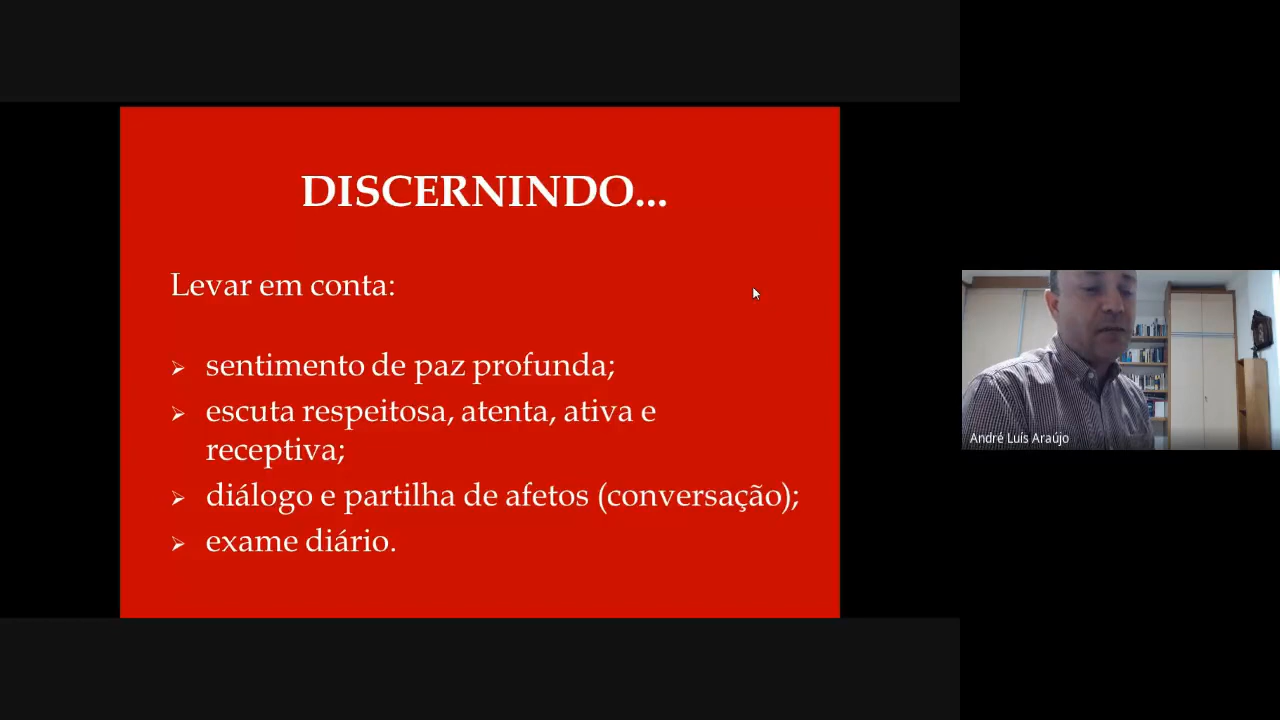 DISCERNINDO...
Levar em conta:
➢ sentimento de paz profunda;
➢ escuta respeitosa, atenta, ativa e
receptiva;
➢ diálogo e partilha de afetos (conversação);
➢ exame diário.
André Luís Araújo